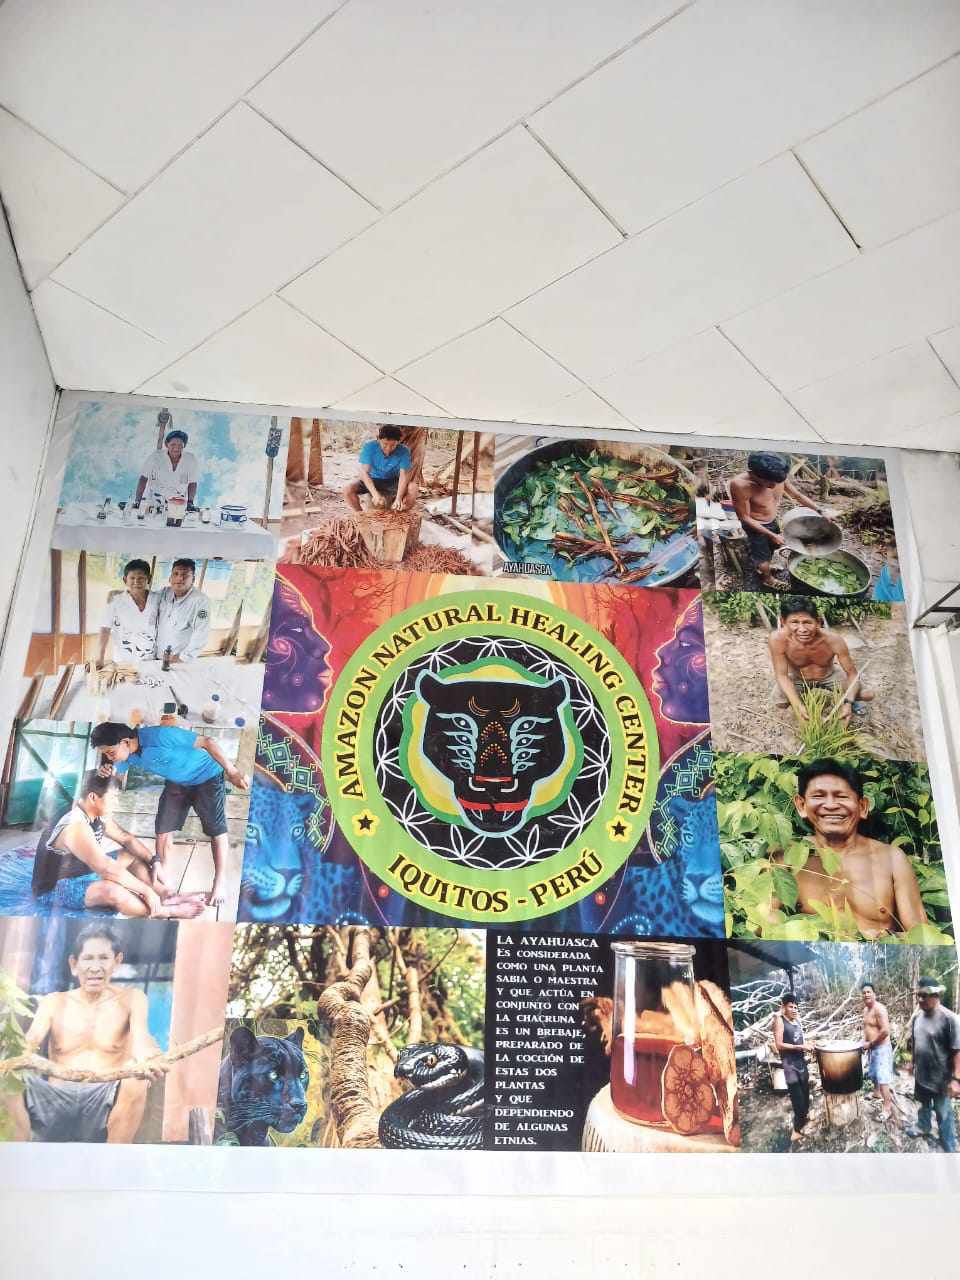 AYAHUASCA
AMAZON NATURAL HEALING CENTER
IQUITOS - PERÚ
LA AYAHUASCA
ES CONSIDERADA
COMO UNA PLANTA
SABIA O MAESTRA
Y QUE ACTÚA EN
CONJUNTO CON
LA CHACRUNA ,
ES UN BREBAJE,
PREPARADO DE
LA COCCIÓN DE
ESTAS DOS
PLANTAS
Y QUE
DEPENDIENDO
DE ALGUNAS
ETNIAS.